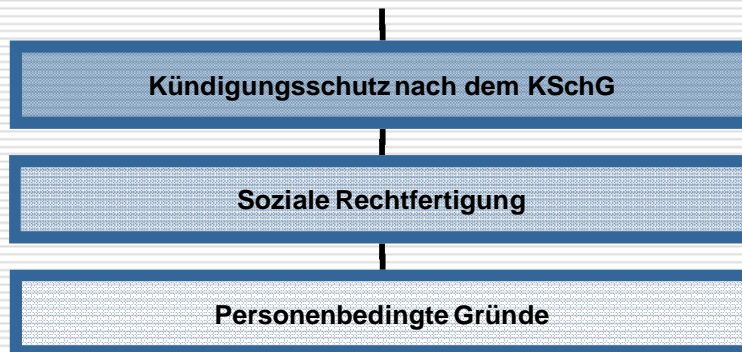 Kündigungsschutz nach dem KSchG
Soziale Rechtfertigung
Personenbedingte Gründe